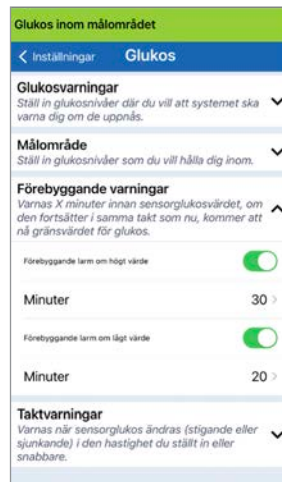 Glukos inom målområdet
Inställningar Glukos
Glukosvarningar
Ställ in glukosnivåer där du vill att systemet ska
varna dig om de uppnås.
Målområde
Ställ in glukosnivåer som du vill hålla dig inom.
Förebyggande varningar
Varnas X minuter innan sensorglukosvärdet, om
den fortsätter i samma takt som nu, kommer att
nå gränsvärdet för glukos.
Förebyggande larm om högt värde
Minuter 30
Förebyggande larm om lågt värde
Minuter 20
Taktvarningar
Varnas när sensorglukos ändras (stigande eller
sjunkande) i den hastighet du ställt in eller
snabbare.